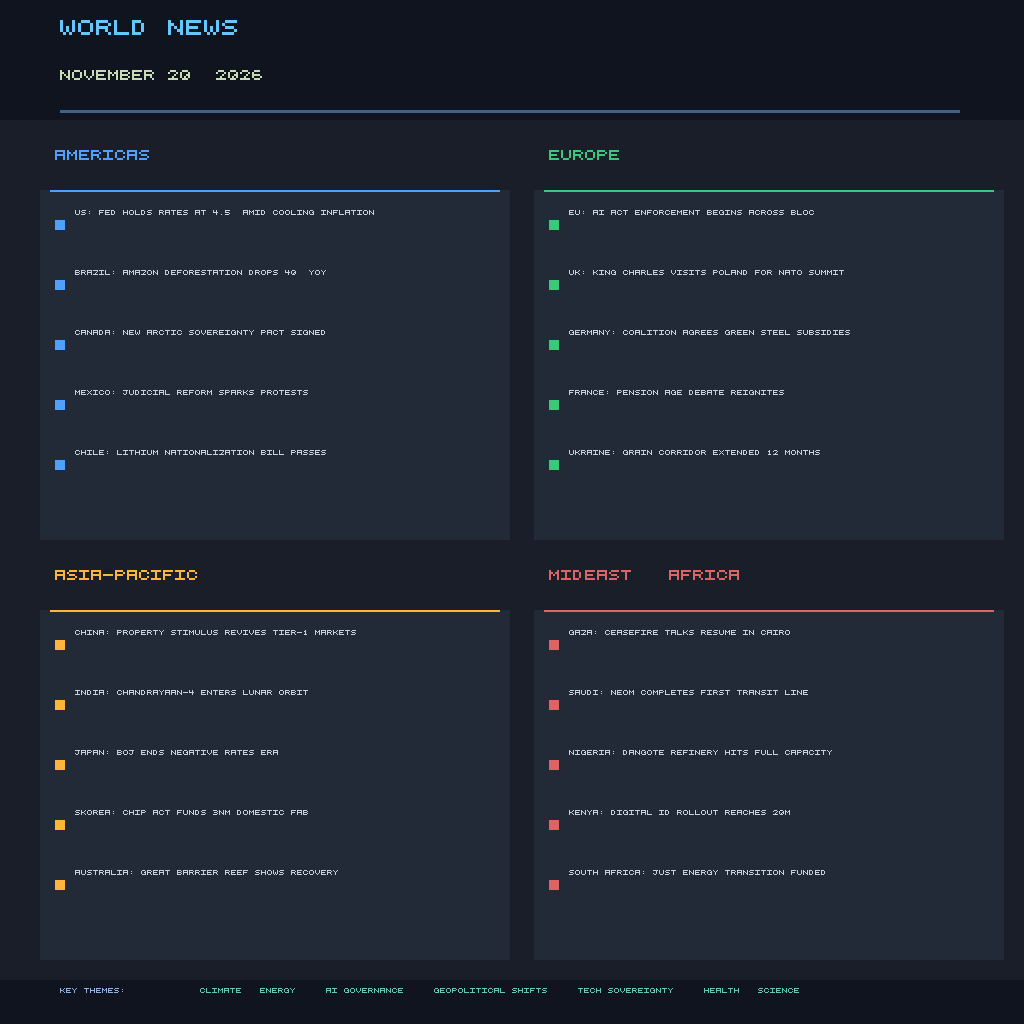 WORLD NEWS
NOVEMBER 20 2026
AMERICAS
US: FED HOLDS RATES AT 4.5 AMID COOLING INFLATION
BRAZIL: AMAZON DEFORESTATION DROPS 40 YOY
CANADA: NEW ARCTIC SOVEREIGNTY PACT SIGNED
MEXICO: JUDICIAL REFORM SPARKS PROTESTS
CHILE: LITHIUM NATIONALIZATION BILL PASSES
EUROPE
EU: AI ACT ENFORCEMENT BEGINS ACROSS BLOC
UK: KING CHARLES VISITS POLAND FOR NATO SUMMIT
GERMANY: COALITION AGREES GREEN STEEL SUBSIDIES
FRANCE: PENSION AGE DEBATE REIGNITES
UKRAINE: GRAIN CORRIDOR EXTENDED 12 MONTHS
ASIA-PACIFIC
CHINA: PROPERTY STIMULUS REVIVES TIER-1 MARKETS
INDIA: CHANDRAYAAN-4 ENTERS LUNAR ORBIT
JAPAN: BOJ ENDS NEGATIVE RATES ERA
SKOREA: CHIP ACT FUNDS 3NM DOMESTIC FAB
AUSTRALIA: GREAT BARRIER REEF SHOWS RECOVERY
MIDEAST AFRICA
GAZA: CEASEFIRE TALKS RESUME IN CAIRO
SAUDI: NEOM COMPLETES FIRST TRANSIT LINE
NIGERIA: DANGOTE REFINERY HITS FULL CAPACITY
KENYA: DIGITAL ID ROLLOUT REACHES 20M
SOUTH AFRICA: JUST ENERGY TRANSITION FUNDED
KEY THEMES: CLIMATE ENERGY AI GOVERNANCE GEOPOLITICAL SHIFTS TECH SOVEREIGNTY HEALTH SCIENCE